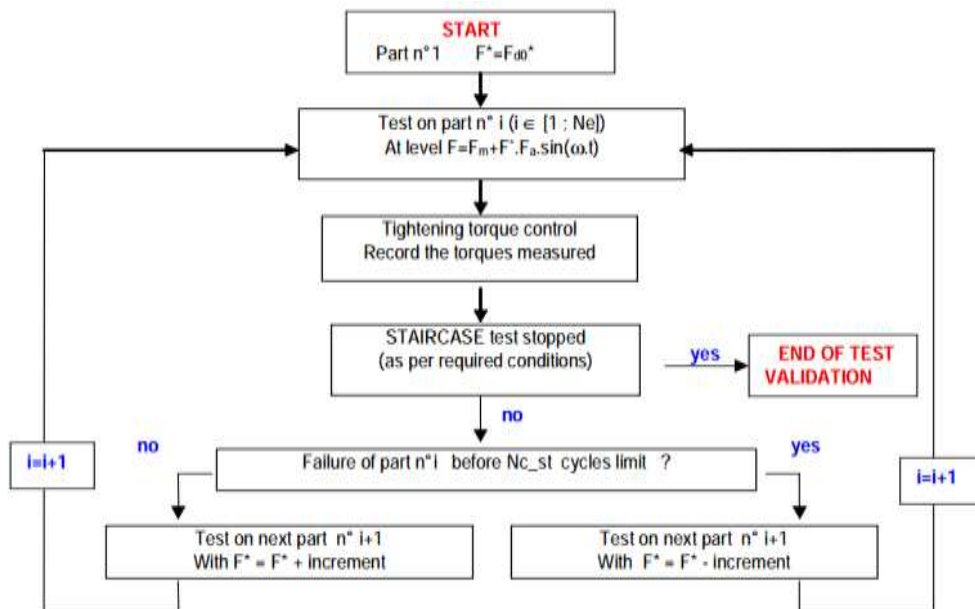 START
Part n°1 F*=Fd0*
Test on part n° i (i ∈ [1 ; Ne])
At level F=Fm+F*.Fa.sin(ω.t)
Tightening torque control
Record the torques measured
STAIRCASE test stopped
(as per required conditions)
yes
END OF TEST
VALIDATION
no
no
yes
i=i+1
Failure of part n°i before Nc_st cycles limit ?
i=i+1
Test on next part n° i+1
With F* = F* + increment
Test on next part n° i+1
With F* = F* - increment